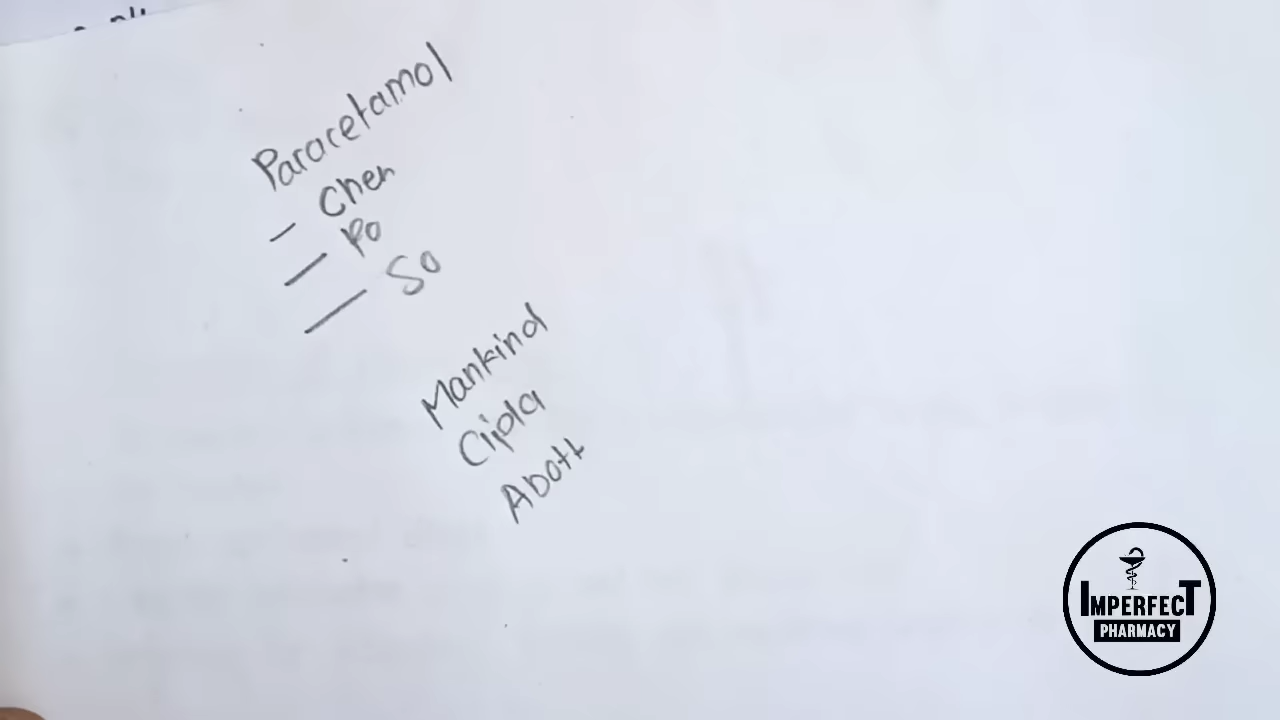 Paracetamol
– Chem
– Po
– So
Mankind
Cipla
Abott
IMPERFECT
PHARMACY